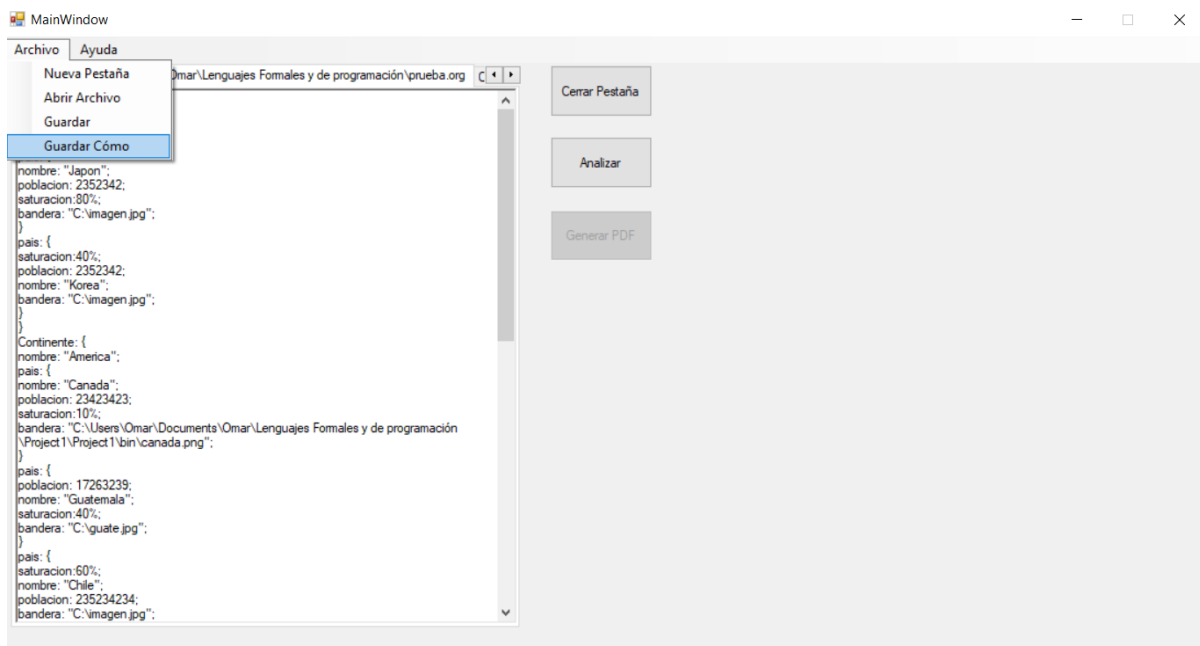 MainWindow
Archivo Ayuda
Nueva Pestaña
Abrir Archivo
Guardar
Guardar Cómo
Omar\Lenguajes Formales y de programación\prueba.org
nombre: "Japon";
poblacion: 2352342;
saturacion:80%;
bandera: "C:\imagen.jpg";
}
pais: {
saturacion:40%;
poblacion: 2352342;
nombre: "Korea";
bandera: "C:\imagen.jpg";
}
}
Continente: {
nombre: "America";
pais: {
nombre: "Canada";
poblacion: 23423423;
saturacion:10%;
bandera: "C:\Users\Omar\Documents\Omar\Lenguajes Formales y de programación
\Project1\Project1\bin\canada.png";
}
pais: {
poblacion: 17263239;
nombre: "Guatemala";
saturacion:40%;
bandera: "C:\guate.jpg";
}
pais: {
saturacion:60%;
nombre: "Chile";
poblacion: 235234234;
bandera: "C:\imagen.jpg";
Cerrar Pestaña
Analizar
Generar PDF